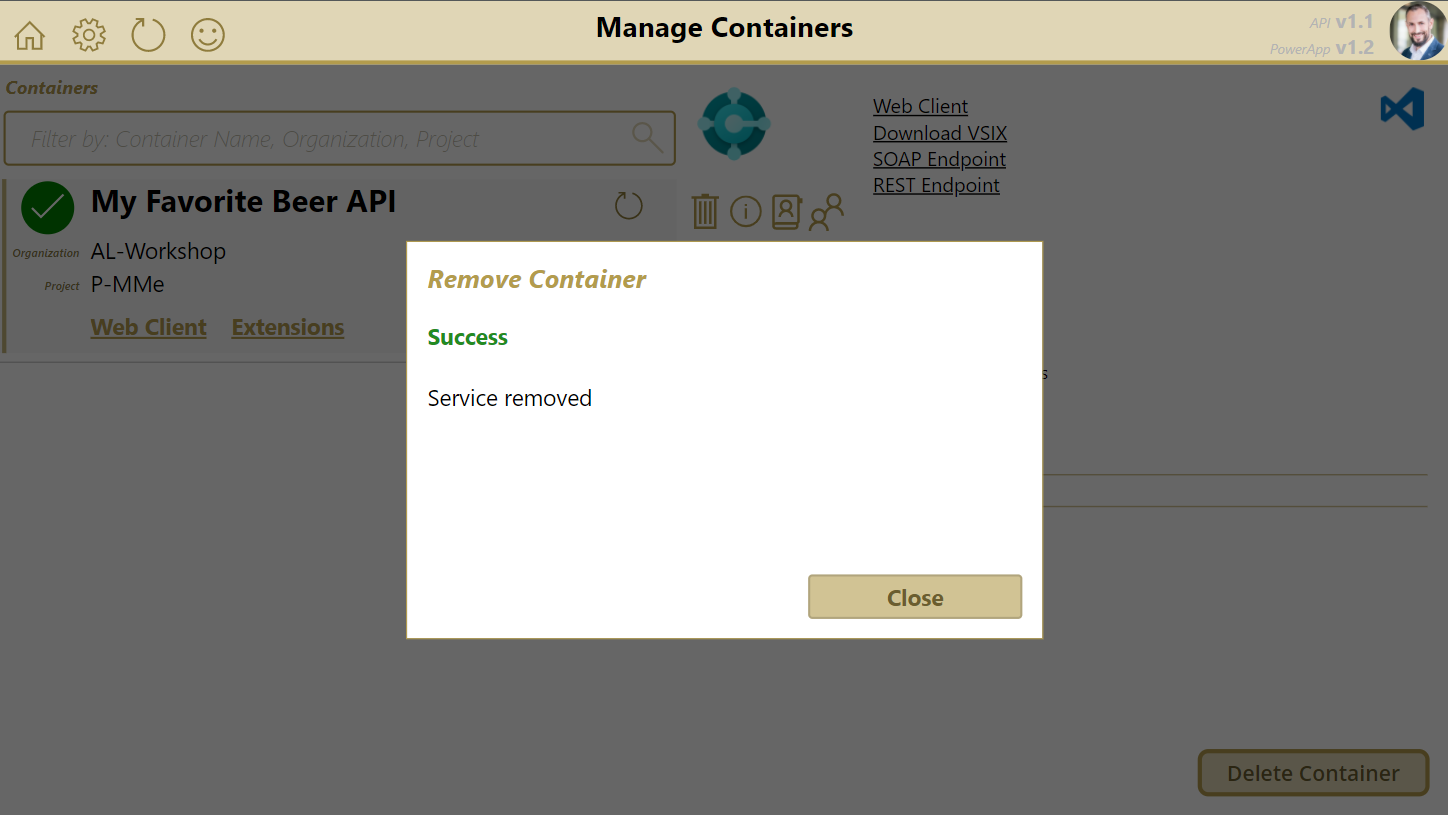 Manage Containers
API v1.1
PowerApp v1.2
Containers
Filter by: Container Name, Organization, Project
My Favorite Beer API
Organization AL-Workshop
Project P-MMe
Web Client Extensions
Web Client
Download VSIX
SOAP Endpoint
REST Endpoint
Remove Container
Success
Service removed
Close
Delete Container